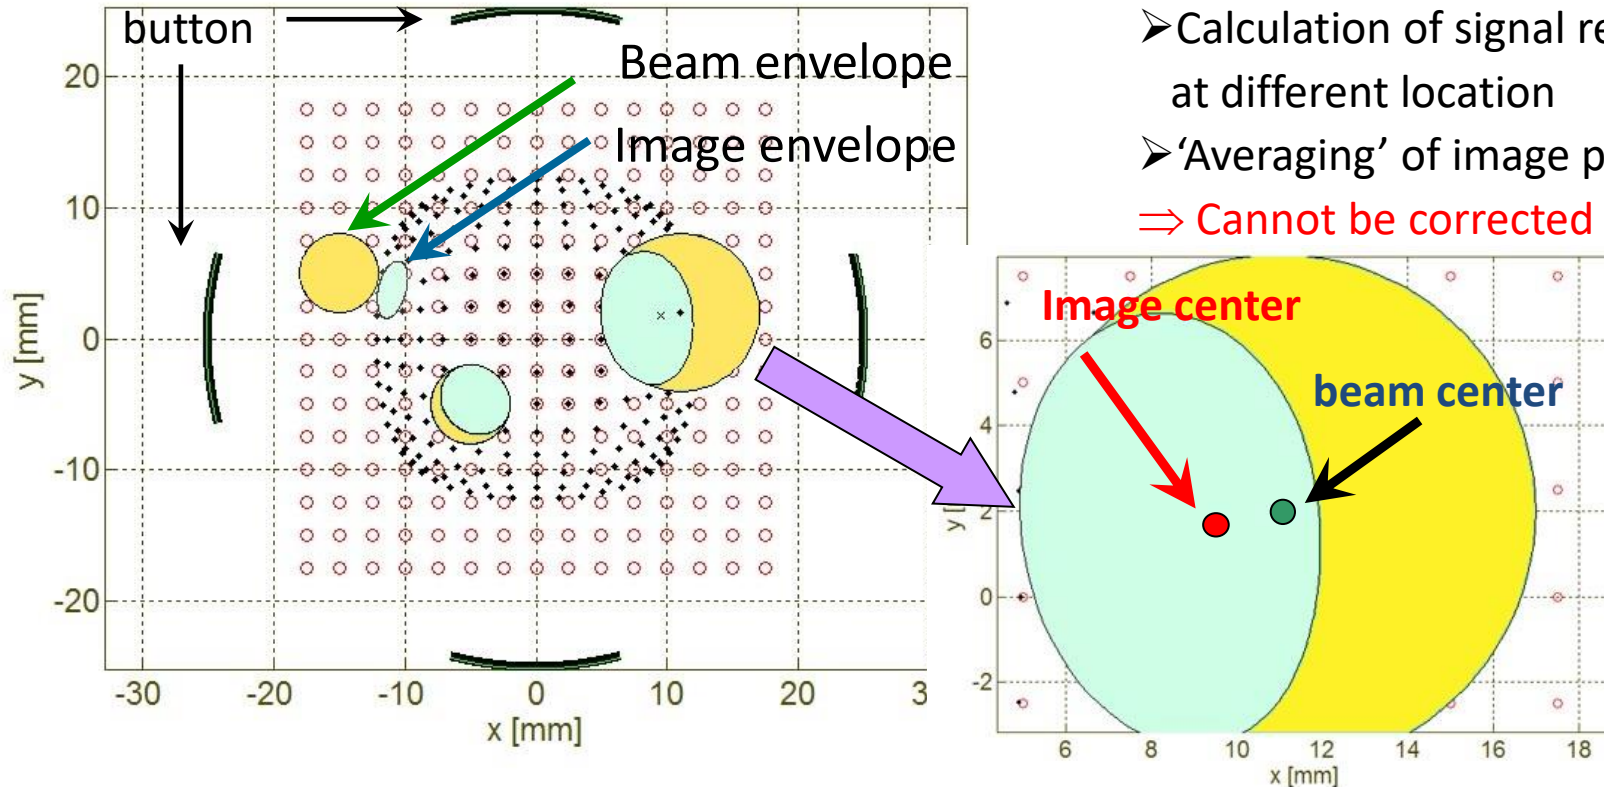 button
Beam envelope
Image envelope
20
10
0
-10
-20
y [mm]
-30
-20
-10
0
10
20
3
x [mm]
➢Calculation of signal re
at different location
➢'Averaging' of image p
⇒ Cannot be corrected
Image center
beam center
6
4
2
0
-2
y [
6
8
10
12
14
16
18
x [mm]